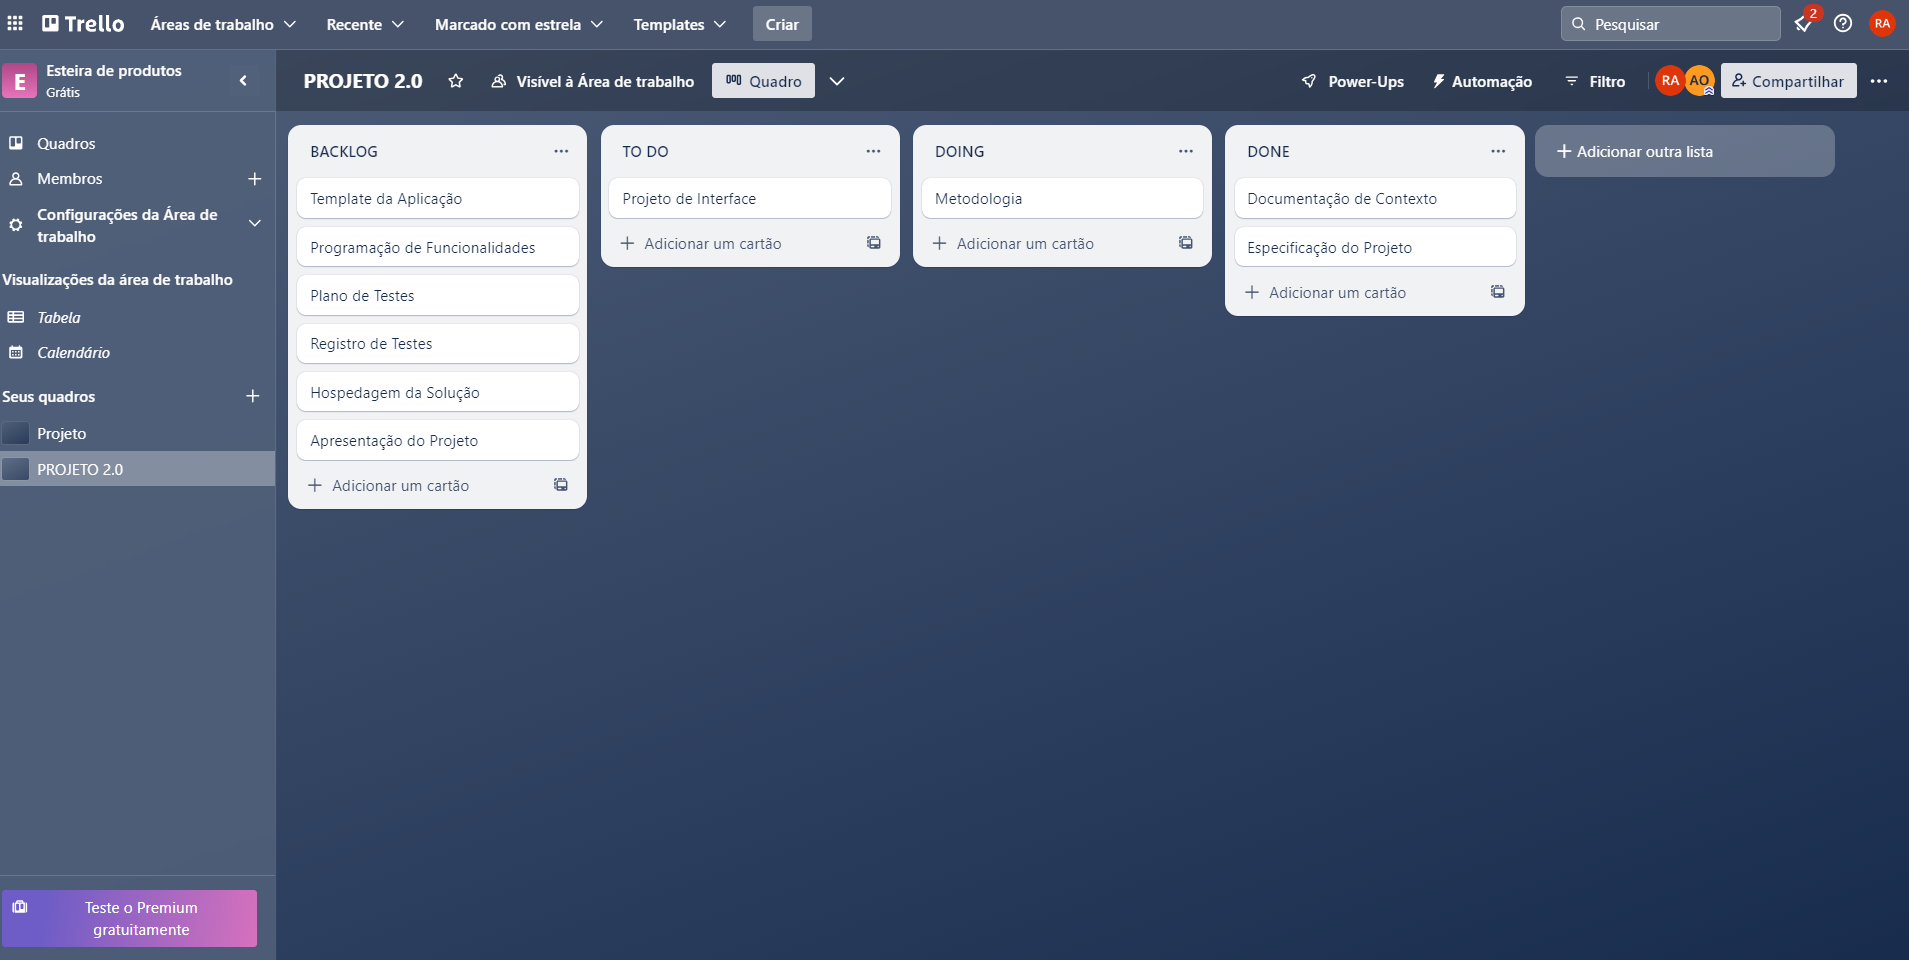 Trello
Áreas de trabalho
Recente
Marcado com estrela
Templates
Criar
Pesquisar
2
RA
E
Esteira de produtos
Grátis
PROJETO 2.0
Visível à Área de trabalho
Quadro
Power-Ups
Automação
Filtro
RA
AO
Compartilhar
Quadros
Membros
Configurações da Área de
trabalho
Visualizações da área de trabalho
Tabela
Calendário
Seus quadros
Projeto
PROJETO 2.0
Teste o Premium
gratuitamente
BACKLOG
Template da Aplicação
Programação de Funcionalidades
Plano de Testes
Registro de Testes
Hospedagem da Solução
Apresentação do Projeto
Adicionar um cartão
TO DO
Projeto de Interface
Adicionar um cartão
DOING
Metodologia
Adicionar um cartão
DONE
Documentação de Contexto
Especificação do Projeto
Adicionar um cartão
Adicionar outra lista